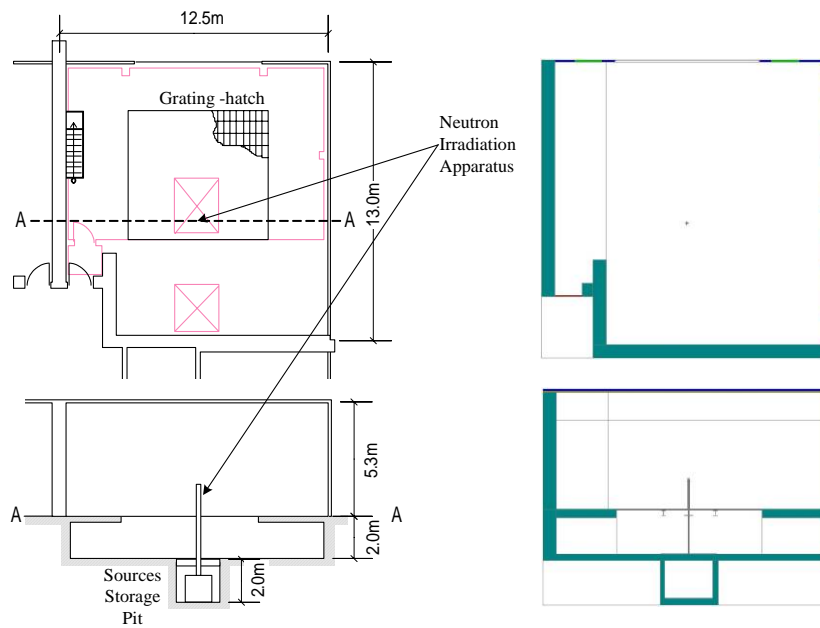 12.5m
Grating -hatch
Neutron
Irradiation
Apparatus
A
A
13.0m
5.3m
A
A
2.0m
2.0m
Sources
Storage
Pit